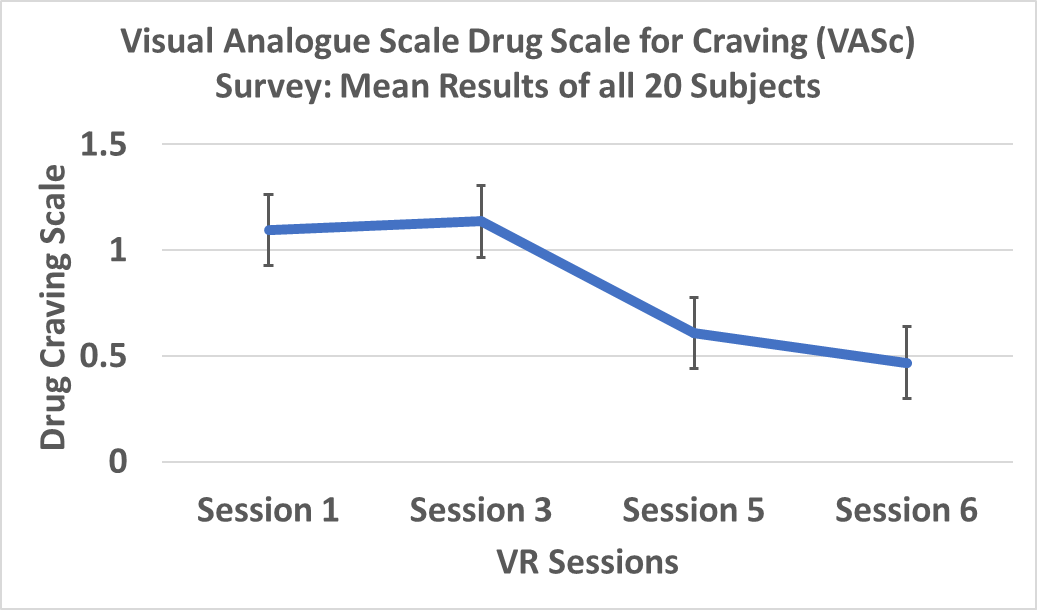 Visual Analogue Scale Drug Scale for Craving (VASc)
Survey: Mean Results of all 20 Subjects
Drug Craving Scale
1.5
1
0.5
0
Session 1 Session 3 Session 5 Session 6
VR Sessions